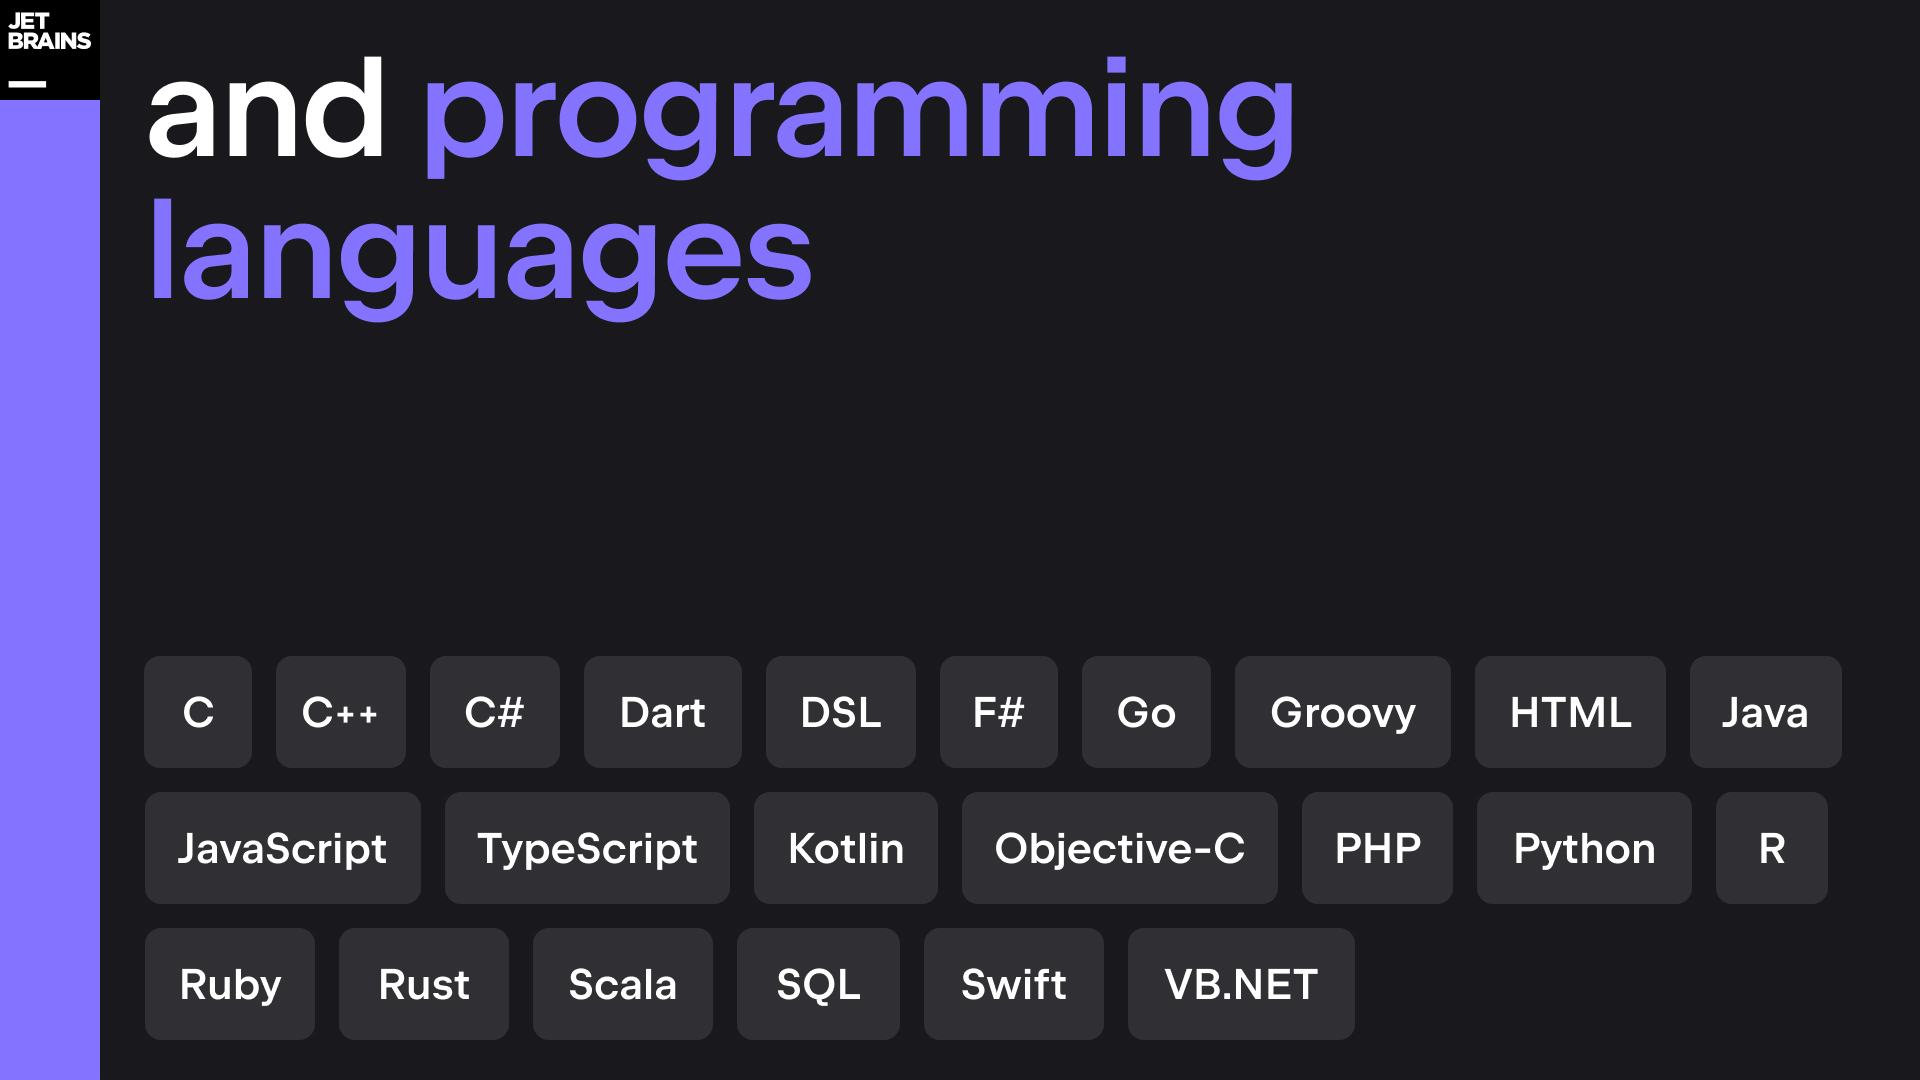 JET
BRAINS
and programming
languages
C C++ C# Dart DSL F# Go Groovy HTML Java
JavaScript TypeScript Kotlin Objective-C PHP Python R
Ruby Rust Scala SQL Swift VB.NET